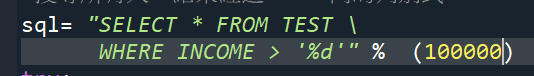 sql= "SELECT * FROM TEST \
WHERE INCOME > '%d'" % (100000)